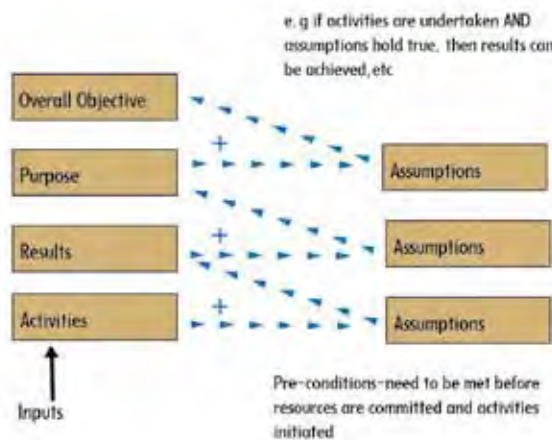 e. g if activities are undertaken AND
assumptions hold true, then results can
be achieved, etc
Overall Objective
+
Purpose
Assumptions
+
Results
Assumptions
+
Activities
Assumptions
Inputs
Pre-conditions-need to be met before
resources are committed and activities
initiated